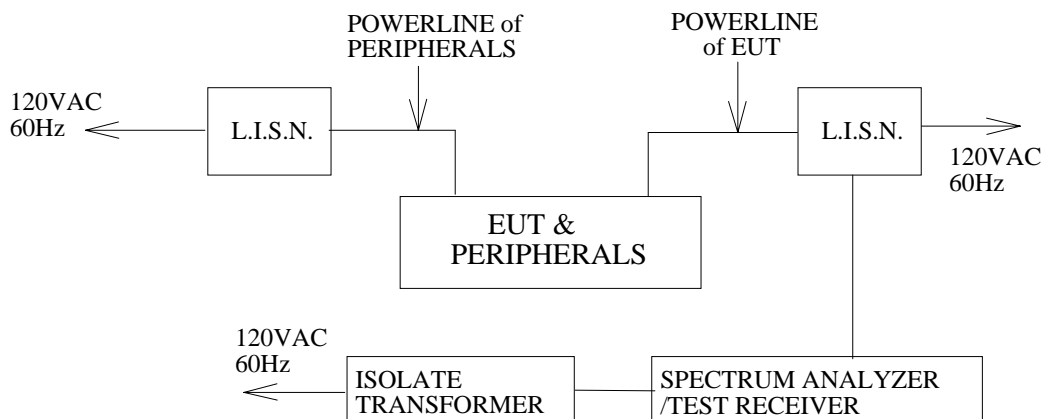 POWERLINE of
PERIPHERALS
POWERLINE
of EUT
120VAC
60Hz
L.I.S.N.
L.I.S.N.
120VAC
60Hz
EUT &
PERIPHERALS
120VAC
60Hz
ISOLATE
TRANSFORMER
SPECTRUM ANALYZER
/TEST RECEIVER